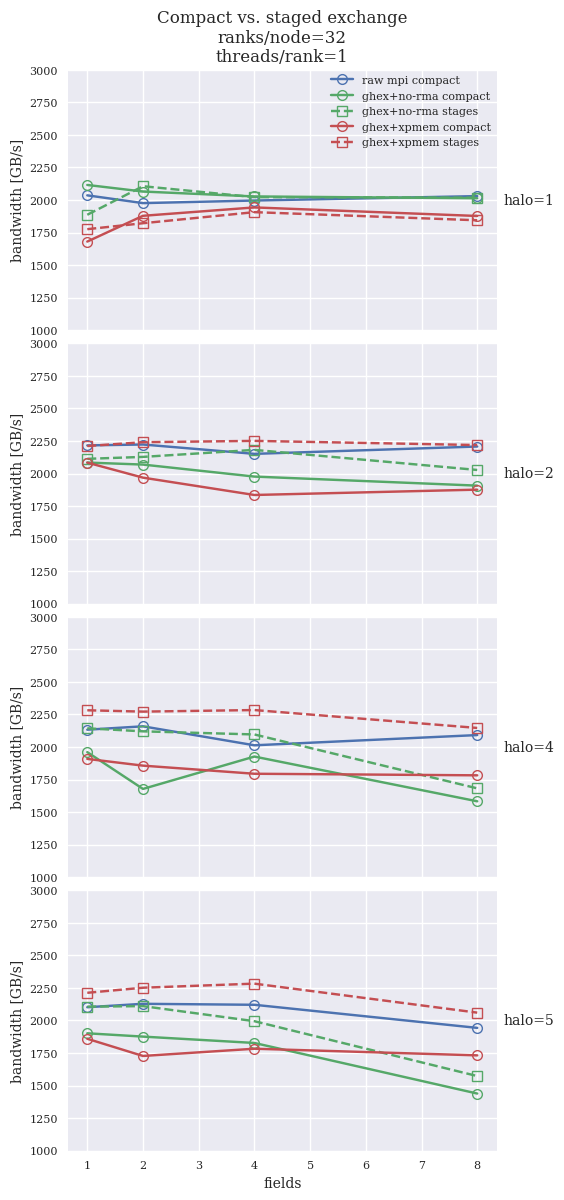 Compact vs. staged exchange
ranks/node=32
threads/rank=1
3000
2750
2500
2250
2000
1750
1500
1250
1000
bandwidth [GB/s]
raw mpi compact
ghex+no-rma compact
ghex+no-rma stages
ghex+xpmem compact
ghex+xpmem stages
halo=1
3000
2750
2500
2250
2000
1750
1500
1250
1000
bandwidth [GB/s]
halo=2
3000
2750
2500
2250
2000
1750
1500
1250
1000
bandwidth [GB/s]
halo=4
3000
2750
2500
2250
2000
1750
1500
1250
1000
bandwidth [GB/s]
halo=5
1 2 3 4 5 6 7 8
fields